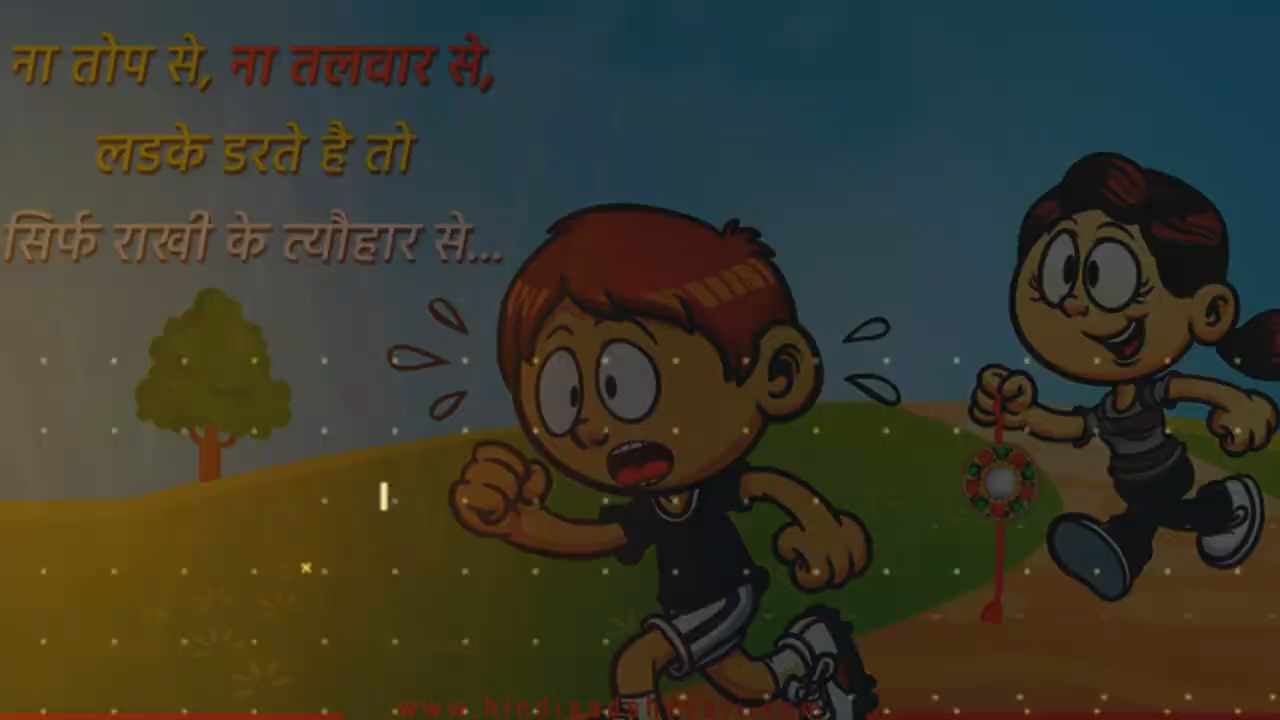 ना तोप से, ना तलवार से,
लडके डरते है तो
सिर्फ राखी के त्यौहार से...